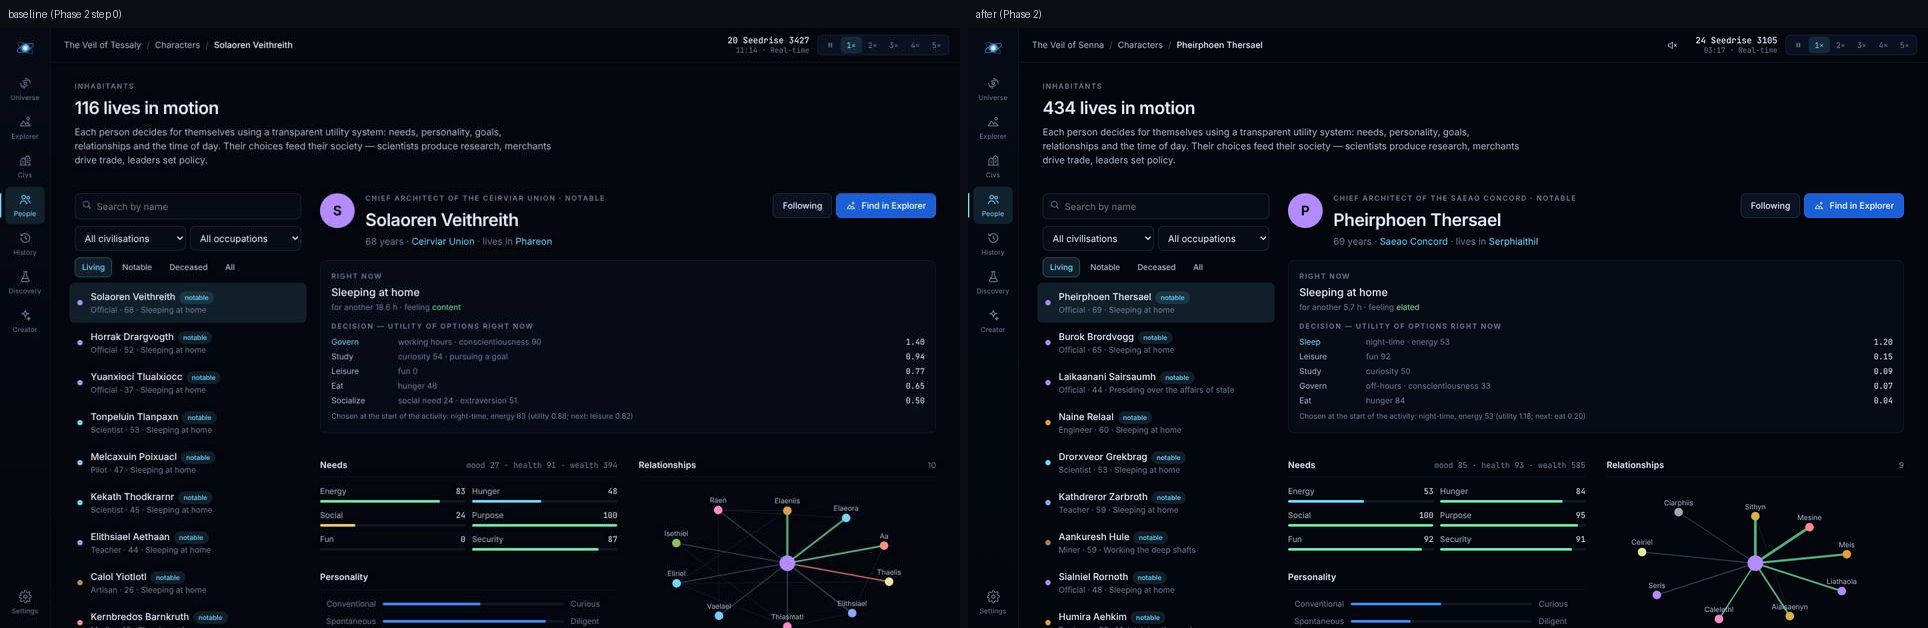 baseline (Phase 2 step 0)
The Veil of Tessaly / Characters / Solaoren Veithreith
20 Seedrise 3427
11:14 · Real-time
1× 2× 3× 4× 5×
Universe
Explorer
Civs
People
History
Discovery
Creator
Settings
INHABITANTS
116 lives in motion
Each person decides for themselves using a transparent utility system: needs, personality, goals,
relationships and the time of day. Their choices feed their society — scientists produce research, merchants
drive trade, leaders set policy.
Search by name
All civilisations All occupations
Living Notable Deceased All
Solaoren Veithreith notable
Official · 68 · Sleeping at home
Horrak Drargvogth notable
Official · 52 · Sleeping at home
Yuanxioci Tlualxiocc notable
Official · 37 · Sleeping at home
Tonpeluin Tlanpaxn notable
Scientist · 53 · Sleeping at home
Melcaxuin Poixuacl notable
Pilot · 47 · Sleeping at home
Kekath Thodkrarnr notable
Scientist · 45 · Sleeping at home
Elithsiael Aethaan notable
Teacher · 44 · Sleeping at home
Calol Yiotiotl notable
Artisan · 26 · Sleeping at home
Kernbredos Barnkruth notable
S
CHIEF ARCHITECT OF THE CEIRVIAR UNION · NOTABLE
Solaoren Veithreith
68 years · Ceirviar Union · lives in Phareon
Following Find in Explorer
RIGHT NOW
Sleeping at home
for another 18.6 h · feeling content
DECISION — UTILITY OF OPTIONS RIGHT NOW
Govern working hours · conscientiousness 90 1.40
Study curiosity 54 · pursuing a goal 0.94
Leisure fun 0 0.77
Eat hunger 48 0.65
Socialize social need 24 · extraversion 51 0.50
Chosen at the start of the activity: night-time, energy 83 (utility 0.88; next: leisure 0.82)
Needs mood 27 · health 91 · wealth 394
Energy 83 Hunger 48
Social 24 Purpose 100
Fun 0 Security 87
Personality
Conventional Curious
Spontaneous Diligent
Relationships 10
Raen
Elaeniis
Elaeora
Isethiel
Aa
Eliriel
Thaelis
Vaelael
Elithsiael
Thiasmatl
after (Phase 2)
The Veil of Senna / Characters / Pheirphoen Thersael
24 Seedrise 3105
03:17 · Real-time
1× 2× 3× 4× 5×
Universe
Explorer
Civs
People
History
Discovery
Creator
Settings
INHABITANTS
434 lives in motion
Each person decides for themselves using a transparent utility system: needs, personality, goals,
relationships and the time of day. Their choices feed their society — scientists produce research, merchants
drive trade, leaders set policy.
Search by name
All civilisations All occupations
Living Notable Deceased All
Pheirphoen Thersael notable
Official · 69 · Sleeping at home
Burok Brordvogg notable
Official · 65 · Sleeping at home
Laikaanani Sairsaumh notable
Official · 44 · Presiding over the affairs of state
Naine Relaal notable
Engineer · 60 · Sleeping at home
Drorxveor Grekbrag notable
Scientist · 53 · Sleeping at home
Kathdreror Zarbroth notable
Teacher · 59 · Sleeping at home
Aankuresh Hule notable
Miner · 59 · Working the deep shafts
Sialniel Rornoth notable
Official · 48 · Sleeping at home
Humira Aehkim notable
P
CHIEF ARCHITECT OF THE SAEAO CONCORD · NOTABLE
Pheirphoen Thersael
69 years · Saeao Concord · lives in Serphiaithil
Following Find in Explorer
RIGHT NOW
Sleeping at home
for another 5.7 h · feeling elated
DECISION — UTILITY OF OPTIONS RIGHT NOW
Sleep night-time · energy 53 1.20
Leisure fun 92 0.15
Study curiosity 50 0.09
Govern off-hours · conscientiousness 33 0.07
Eat hunger 84 0.04
Chosen at the start of the activity: night-time, energy 53 (utility 1.18; next: eat 0.20)
Needs mood 85 · health 93 · wealth 585
Energy 53 Hunger 84
Social 100 Purpose 95
Fun 92 Security 91
Personality
Conventional Curious
Spontaneous Diligent
Relationships 9
Ciarphiis
Sithyn
Mesine
Ceiriel
Meis
Seris
Liathaola
Calelethl
Aiaisaenyn